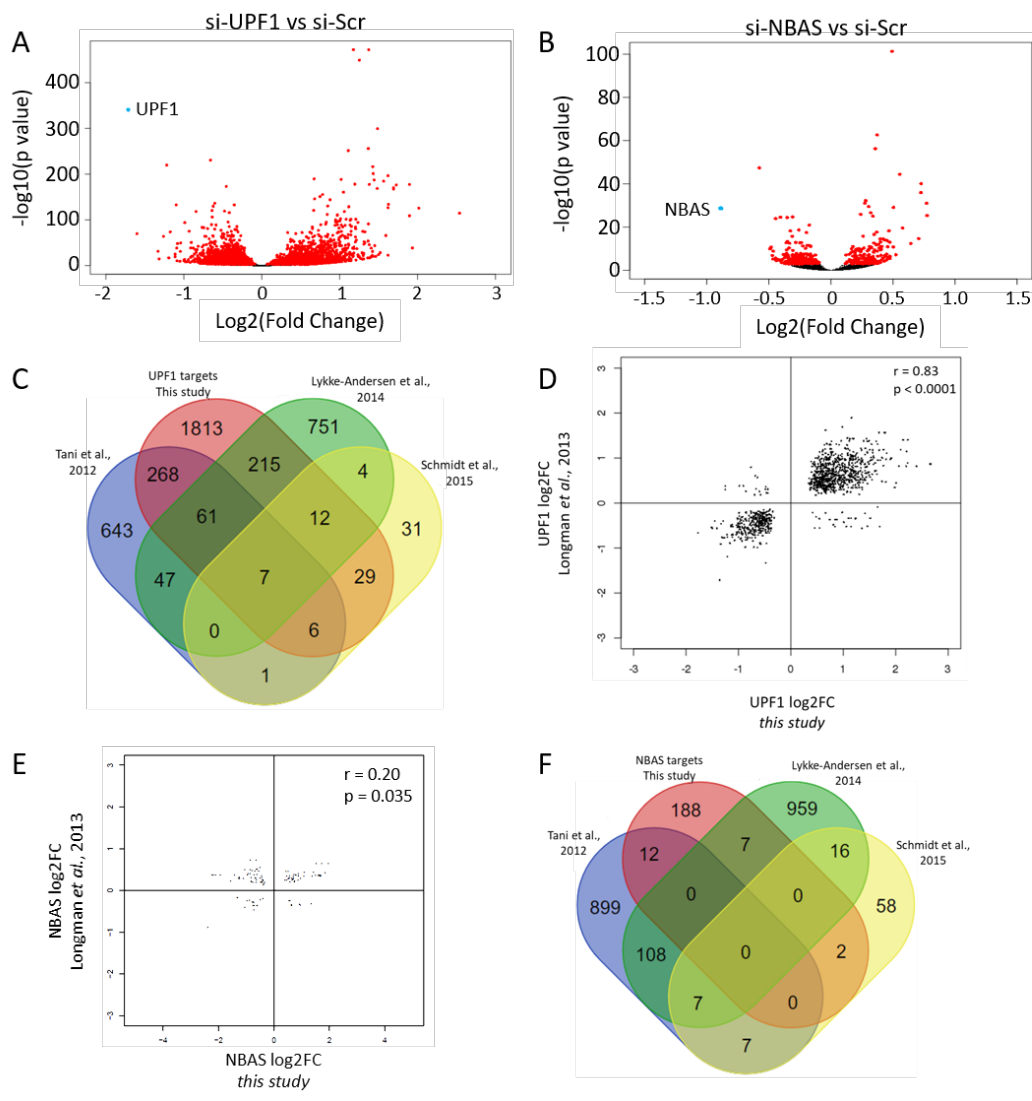 A
si-UPF1 vs si-Scr
-log10(p value)
400
300
200
100
0
UPF1
-2
-1
0
1
2
3
Log2(Fold Change)
B
si-NBAS vs si-Scr
-log10(p value)
100
80
60
40
20
0
NBAS
-1.5
-1.0
-0.5
0.0
0.5
1.0
1.5
Log2(Fold Change)
C
UPF1 targets
This study
Lykke-Andersen et al.,
2014
Tani et al.,
2012
Schmidt et al.,
2015
1813
751
268
215
4
643
61
12
31
47
7
29
0
6
1
D
r = 0.83
p < 0.0001
UPF1 log2FC
Longman et al., 2013
3
2
1
0
-1
-2
-3
-3
-2
-1
0
1
2
3
UPF1 log2FC
this study
E
r = 0.20
p = 0.035
NBAS log2FC
Longman et al., 2013
3
2
1
0
-1
-2
-3
-4
-2
0
2
4
NBAS log2FC
this study
F
NBAS targets
This study
Lykke-Andersen et al.,
2014
Tani et al.,
2012
Schmidt et al.,
2015
188
959
12
7
16
899
0
0
58
108
0
2
7
0
7